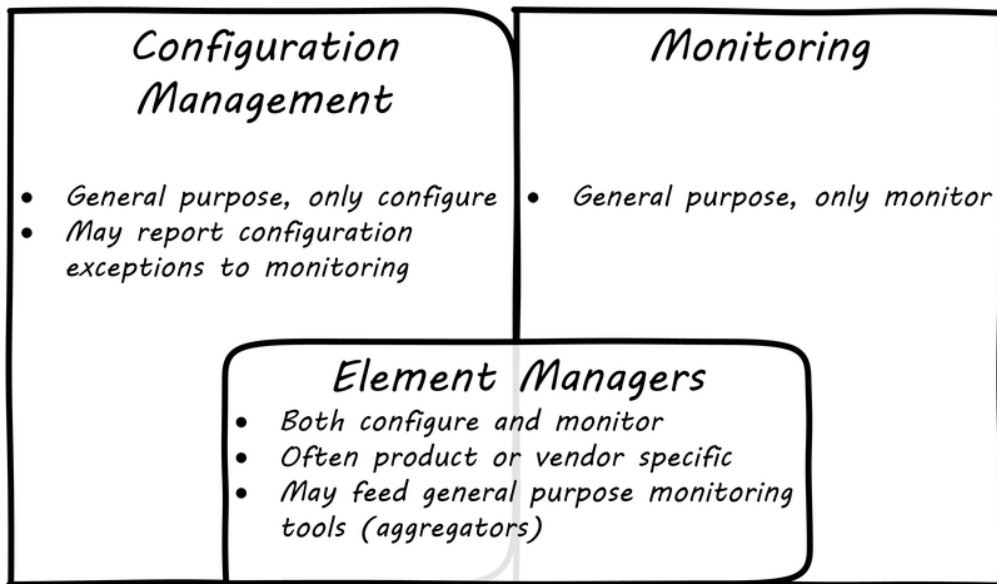 Configuration
Management
• General purpose, only configure
• May report configuration
exceptions to monitoring
Monitoring
• General purpose, only monitor
Element Managers
• Both configure and monitor
• Often product or vendor specific
• May feed general purpose monitoring
tools (aggregators)